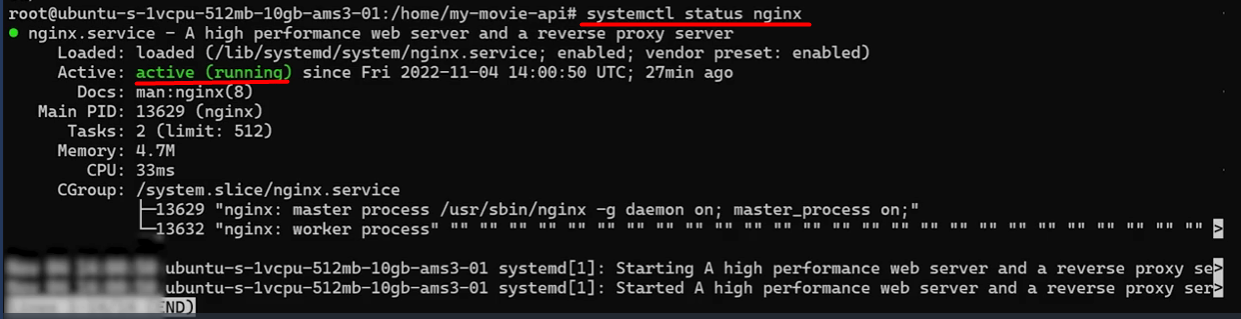 root@ubuntu-s-1vcpu-512mb-10gb-ams3-01:/home/my-movie-api# systemctl status nginx
● nginx.service - A high performance web server and a reverse proxy server
Loaded: loaded (/lib/systemd/system/nginx.service; enabled; vendor preset: enabled)
Active: active (running) since Fri 2022-11-04 14:00:50 UTC; 27min ago
Docs: man:nginx(8)
Main PID: 13629 (nginx)
Tasks: 2 (limit: 512)
Memory: 4.7M
CPU: 33ms
CGroup: /system.slice/nginx.service
├─13629 "nginx: master process /usr/sbin/nginx -g daemon on; master_process on;"
└─13632 "nginx: worker process" "" "" "" "" "" "" "" "" "" "" "" "" "" "" "" "" "" "" "" "" "" "" "" "" "" "" >
ubuntu-s-1vcpu-512mb-10gb-ams3-01 systemd[1]: Starting A high performance web server and a reverse proxy se>
ubuntu-s-1vcpu-512mb-10gb-ams3-01 systemd[1]: Started A high performance web server and a reverse proxy ser>
END)